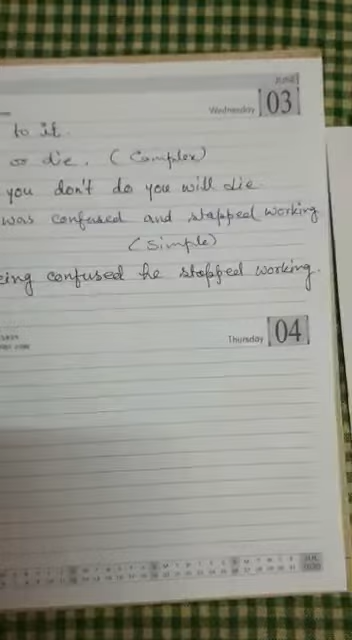 JUNE
Wednesday 03
to it.
or die. (Complex)
you don't do you will die.
was confused and stopped working
(Simple)
eing confused he stopped working.
Thursday 04